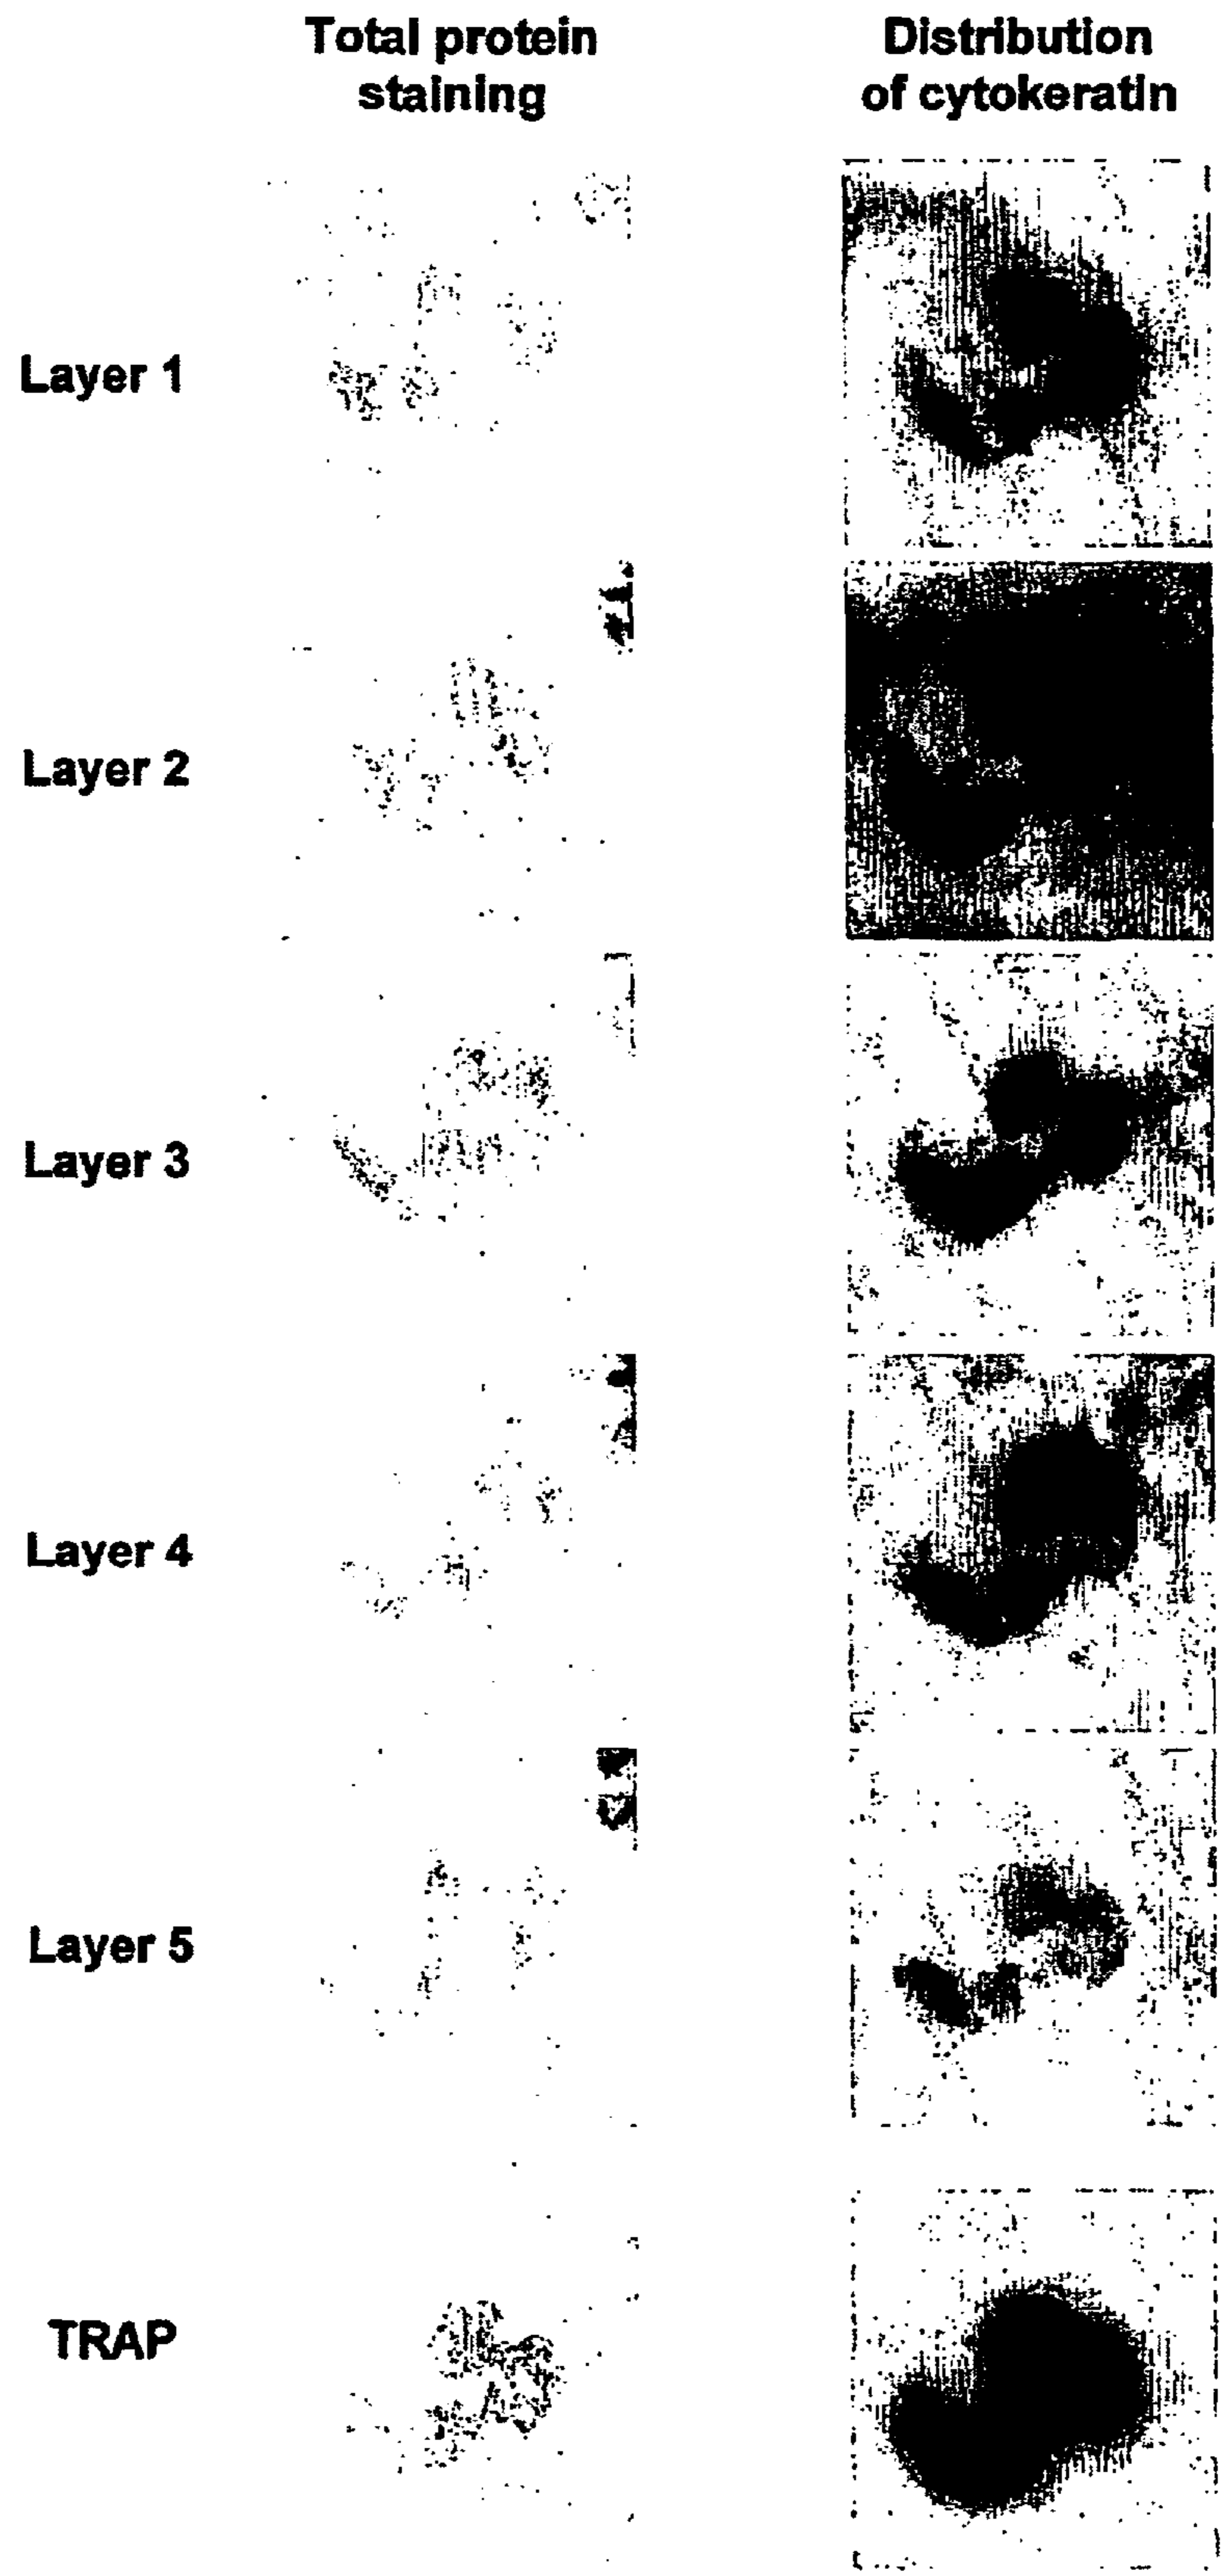 Total protein
staining
Distribution
of cytokeratin
Layer 1
Layer 2
Layer 3
Layer 4
Layer 5
TRAP